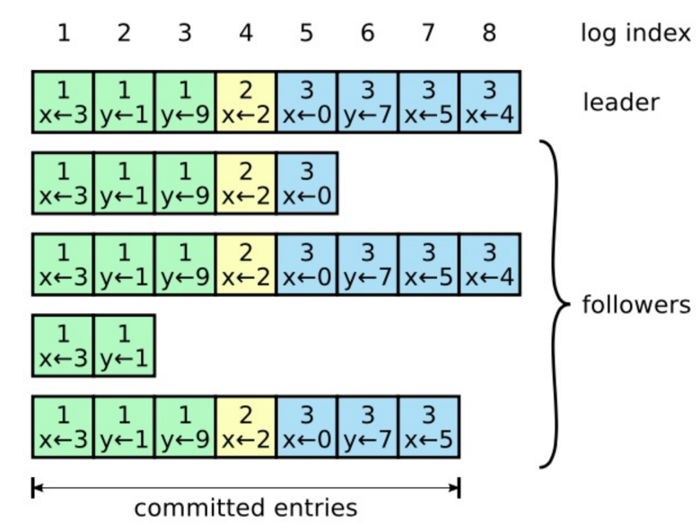 1 2 3 4 5 6 7 8 log index
1 1 1 2 3 3 3 3
x←3 y←1 y←9 x←2 x←0 y←7 x←5 x←4
leader
1 1 1 2 3
x←3 y←1 y←9 x←2 x←0
1 1 1 2 3 3 3 3
x←3 y←1 y←9 x←2 x←0 y←7 x←5 x←4
followers
1 1
x←3 y←1
1 1 1 2 3 3 3
x←3 y←1 y←9 x←2 x←0 y←7 x←5
committed entries